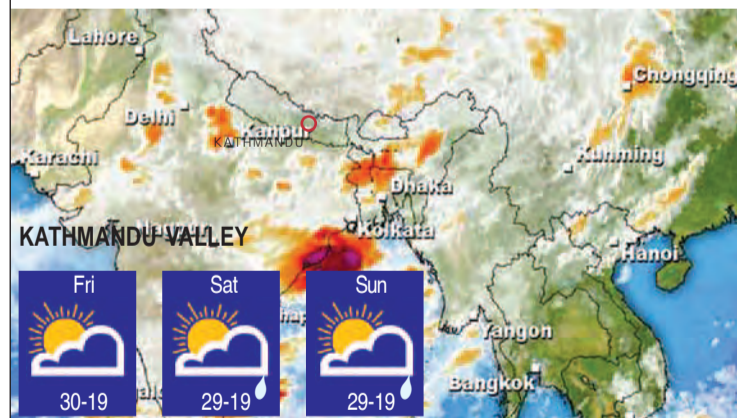 Lahore
Chongqing
Delhi
Kanpur
KATHMANDU
Karachi
Kunming
Dhaka
Kolkata
KATHMANDU VALLEY
Hanoi
Fri
Sat
Sun
Yangon
Bangkok
30-19
29-19
29-19